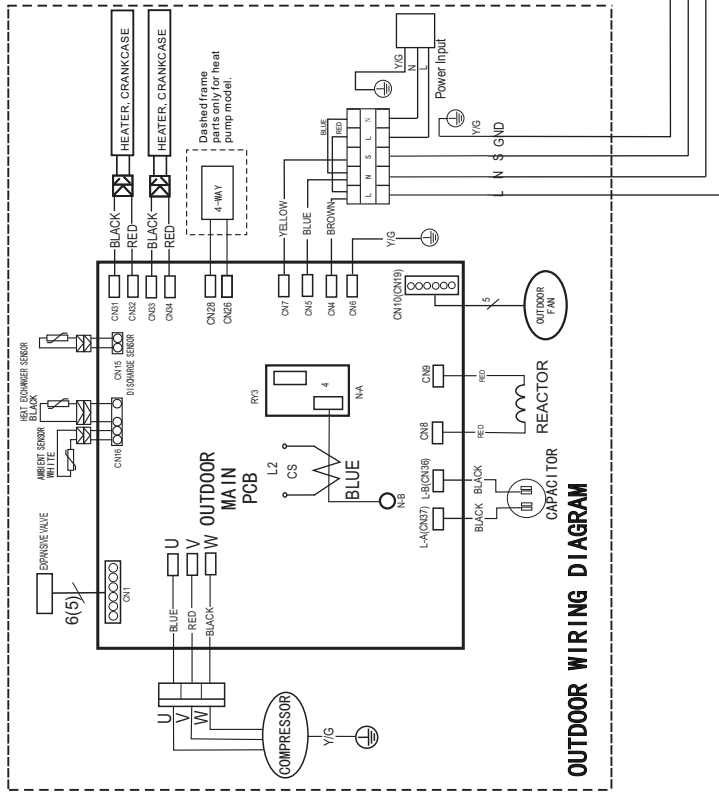 HEATER, CRANKCASE
HEATER, CRANKCASE
BLACK
RED
BLACK
RED
CN31
CN32
CN33
CN34
Dashed frame
parts only for heat
pump model.
4-WAY
CN28
CN26
Power Input
Y/G
N
L
BLUE
RED
N
L
S
N
L
Y/G
GND
S
N
L
YELLOW
BLUE
BROWN
Y/G
CN7
CN5
CN4
CN6
CN10(CN19)
5
OUTDOOR
FAN
HEAT EXCHANGER SENSOR
BLACK
AMBIENT SENSOR
WHITE
CN15
DISCHARGE SENSOR
CN16
EXPANSIVE VALVE
6(5)
CN1
RY3
4
N-A
L2
CS
BLUE
N-B
OUTDOOR
MAIN
PCB
CN9
CN8
RED
RED
REACTOR
L-B(CN36)
L-A(CN37)
BLACK
BLACK
CAPACITOR
U
V
W
BLUE
RED
BLACK
U
V
W
COMPRESSOR
Y/G
OUTDOOR WIRING DIAGRAM